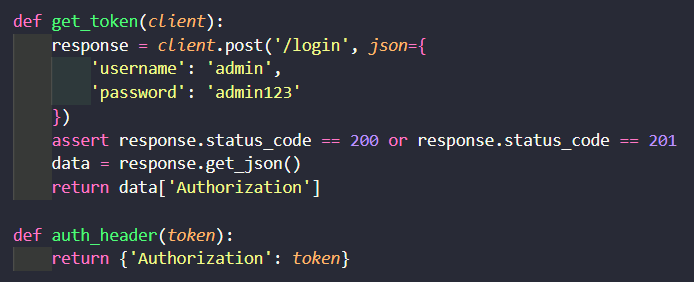 def get_token(client):
    response = client.post('/login', json={
        'username': 'admin',
        'password': 'admin123'
    })
    assert response.status_code == 200 or response.status_code == 201
    data = response.get_json()
    return data['Authorization']

def auth_header(token):
    return {'Authorization': token}